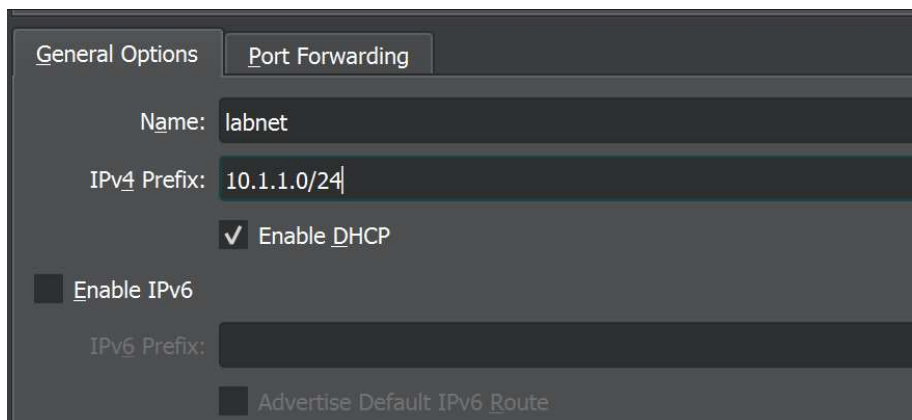 General Options Port Forwarding
Name: labnet
IPv4 Prefix: 10.1.1.0/24
Enable DHCP
Enable IPv6
IPv6 Prefix:
Advertise Default IPv6 Route